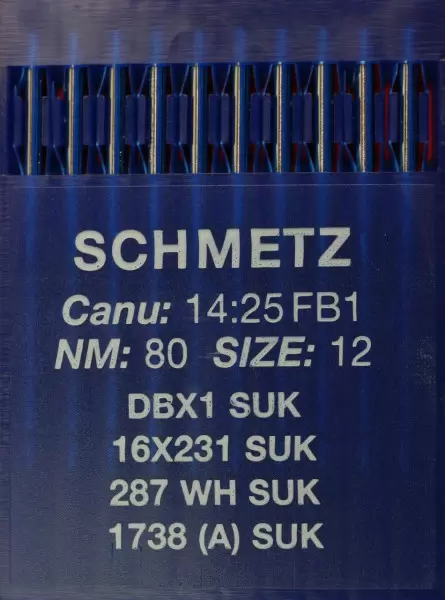 SCHMETZ
Canu: 14:25 FB1
NM: 80 SIZE: 12
DBX1 SUK
16X231 SUK
287 WH SUK
1738 (A) SUK